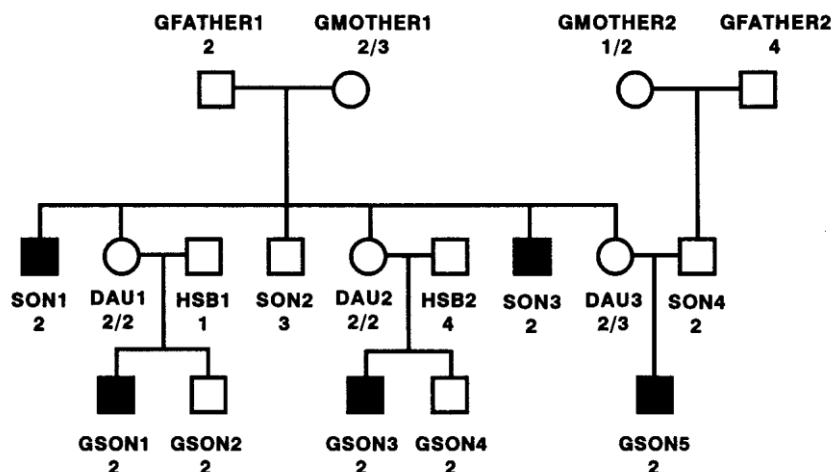 GFATHER1 GMOTHER1 GMOTHER2 GFATHER2
2 2/3 1/2 4
SON1 DAU1 HSB1 SON2 DAU2 HSB2 SON3 DAU3 SON4
2 2/2 1 3 2/2 4 2 2/3 2
GSON1 GSON2 GSON3 GSON4 GSON5
2 2 2 2 2